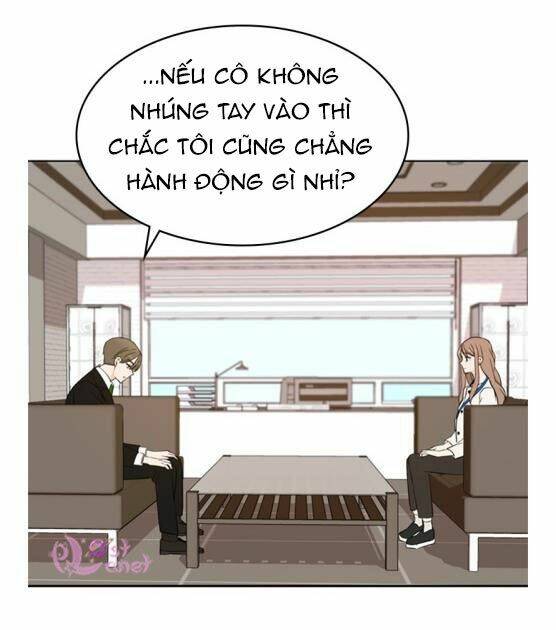 ...NẾU CÔ KHÔNG
NHÚNG TAY VÀO THÌ
CHẮC TÔI CŨNG CHẲNG
HÀNH ĐỘNG GÌ NHỈ?